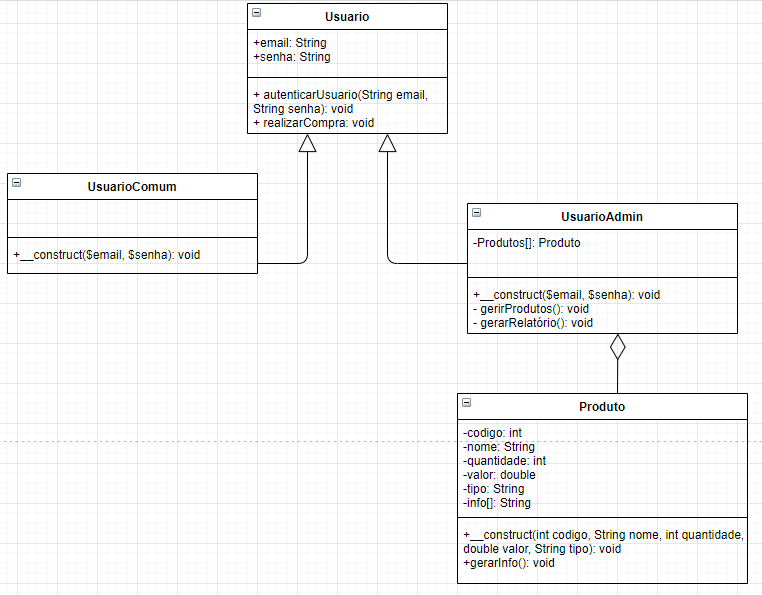 Usuario
+email: String
+senha: String
+ autenticarUsuario(String email,
String senha): void
+ realizarCompra: void
UsuarioComum
+__construct($email, $senha): void
UsuarioAdmin
-Produtos[]: Produto
+__construct($email, $senha): void
- gerirProdutos(): void
- gerarRelatório(): void
Produto
-codigo: int
-nome: String
-quantidade: int
-valor: double
-tipo: String
-info[]: String
+__construct(int codigo, String nome, int quantidade,
double valor, String tipo): void
+gerarInfo(): void